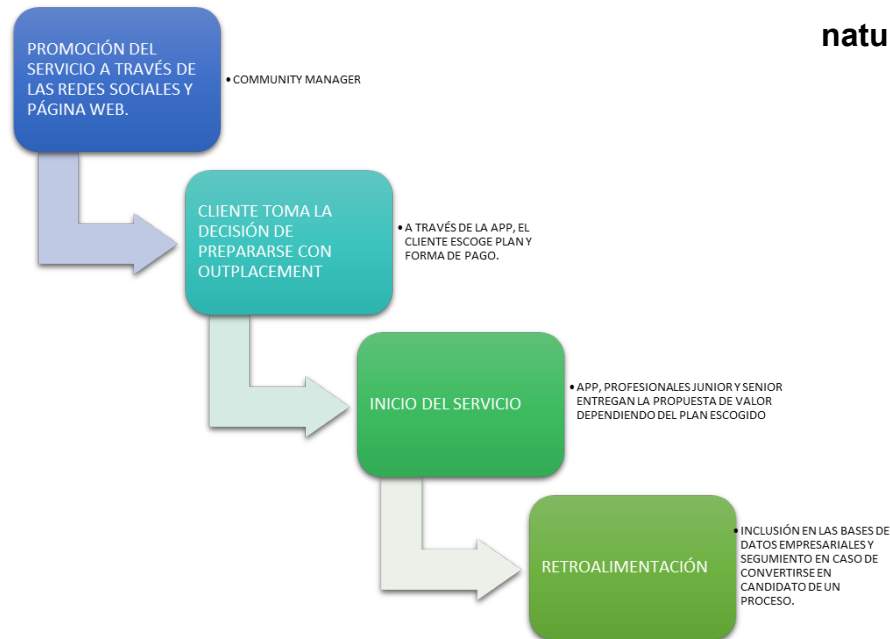 natu
PROMOCIÓN DEL
SERVICIO A TRAVÉS DE
LAS REDES SOCIALES Y
PÁGINA WEB.
• COMMUNITY MANAGER
CLIENTE TOMA LA
DECISIÓN DE
PREPARARSE CON
OUTPLACEMENT
• A TRAVÉS DE LA APP, EL
CLIENTE ESCOGE PLAN Y
FORMA DE PAGO.
INICIO DEL SERVICIO
• APP, PROFESIONALES JUNIOR Y SENIOR
ENTREGAN LA PROPUESTA DE VALOR
DEPENDIENDO DEL PLAN ESCOGIDO
RETROALIMENTACIÓN
• INCLUSIÓN EN LAS BASES DE
DATOS EMPRESARIALES Y
SEGUMIENTO EN CASO DE
CONVERTIRSE EN
CANDIDATO DE UN
PROCESO.